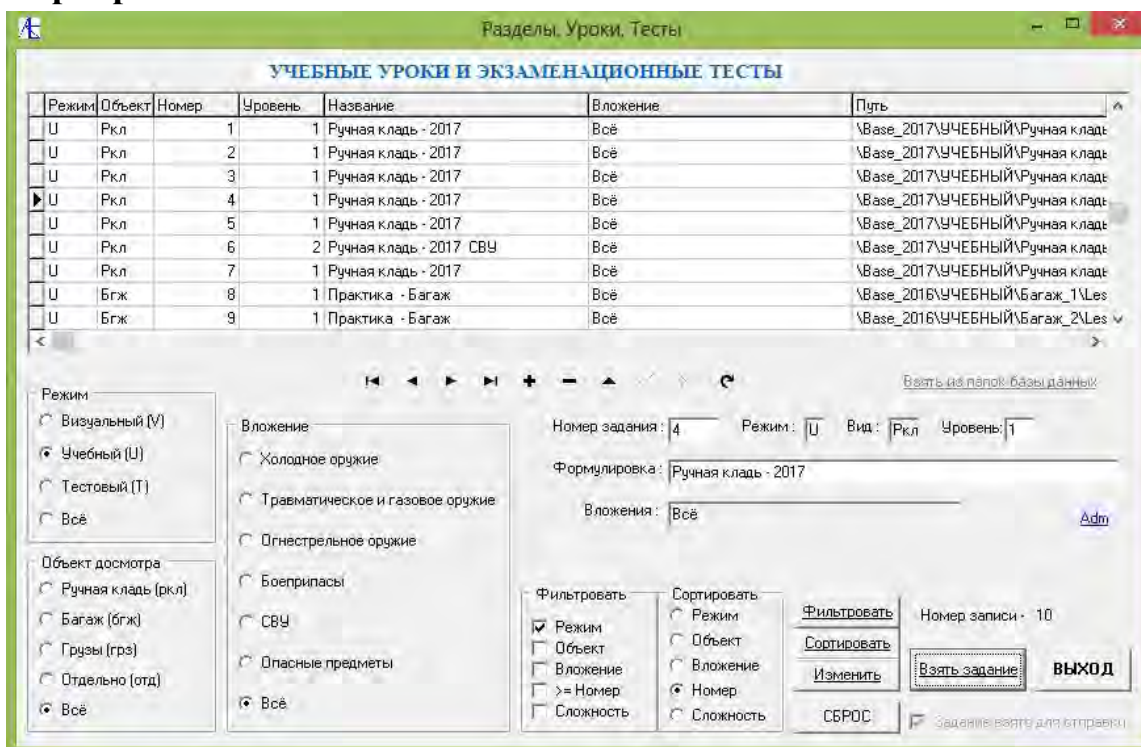 Разделы, Уроки, Тесты
УЧЕБНЫЕ УРОКИ И ЭКЗАМЕНАЦИОННЫЕ ТЕСТЫ
Режим Объект Номер Уровень Название Вложение Путь
U Ркл 1 1 Ручная кладь - 2017 Всё \Base_2017\УЧЕБНЫЙ\Ручная кладь
U Ркл 2 1 Ручная кладь - 2017 Всё \Base_2017\УЧЕБНЫЙ\Ручная кладь
U Ркл 3 1 Ручная кладь - 2017 Всё \Base_2017\УЧЕБНЫЙ\Ручная кладь
U Ркл 4 1 Ручная кладь - 2017 Всё \Base_2017\УЧЕБНЫЙ\Ручная кладь
U Ркл 5 1 Ручная кладь - 2017 Всё \Base_2017\УЧЕБНЫЙ\Ручная кладь
U Ркл 6 2 Ручная кладь - 2017 СВУ Всё \Base_2017\УЧЕБНЫЙ\Ручная кладь
U Ркл 7 1 Ручная кладь - 2017 Всё \Base_2017\УЧЕБНЫЙ\Ручная кладь
U Бгж 8 1 Практика - Багаж Всё \Base_2016\УЧЕБНЫЙ\Багаж_1\Les
U Бгж 9 1 Практика - Багаж Всё \Base_2016\УЧЕБНЫЙ\Багаж_2\Les
Взять из папок базы данных
Режим
Визуальный (V)
Учебный (U)
Тестовый (T)
Всё
Объект досмотра
Ручная кладь (ркл)
Багаж (бгж)
Грузы (грз)
Отдельно (отд)
Всё
Вложение
Холодное оружие
Травматическое и газовое оружие
Огнестрельное оружие
Боеприпасы
СВУ
Опасные предметы
Всё
Номер задания : 4 Режим : U Вид : Ркл Уровень: 1
Формулировка : Ручная кладь - 2017
Вложения : Всё
Adm
Фильтровать
Режим
Объект
Вложение
>= Номер
Сложность
Сортировать
Режим
Объект
Вложение
Номер
Сложность
Фильтровать
Сортировать
Изменить
СБРОС
Номер записи - 10
Взять задание
ВЫХОД
Задание взято для отправки